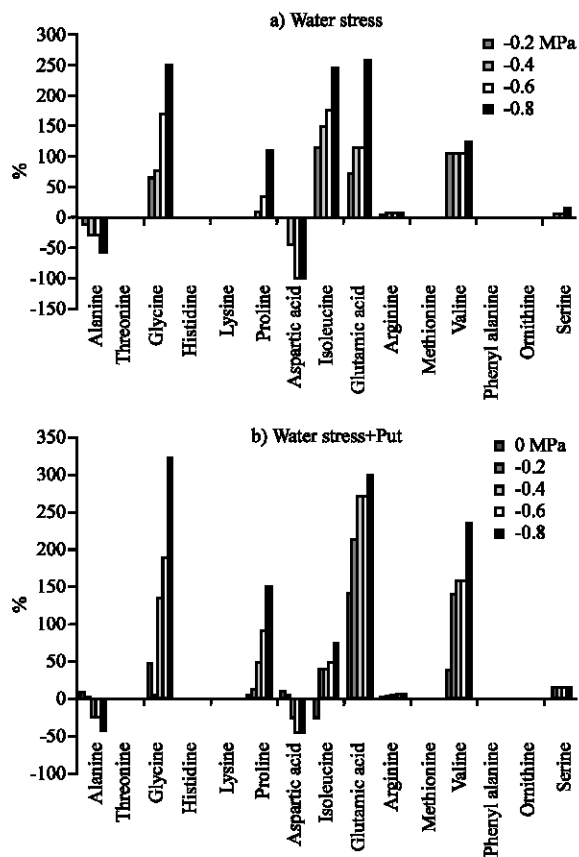 a) Water stress
300
250
200
150
100
50
0
-50
-100
-150
%
-0.2 MPa
-0.4
-0.6
-0.8
Alanine
Threonine
Glycine
Histidine
Lysine
Proline
Aspartic acid
Isoleucine
Glutamic acid
Arginine
Methionine
Valine
Phenyl alanine
Ornithine
Serine
b) Water stress+Put
350
300
250
200
150
100
50
0
-50
-100
%
0 MPa
-0.2
-0.4
-0.6
-0.8
Alanine
Threonine
Glycine
Histidine
Lysine
Proline
Aspartic acid
Isoleucine
Glutamic acid
Arginine
Methionine
Valine
Phenyl alanine
Ornithine
Serine